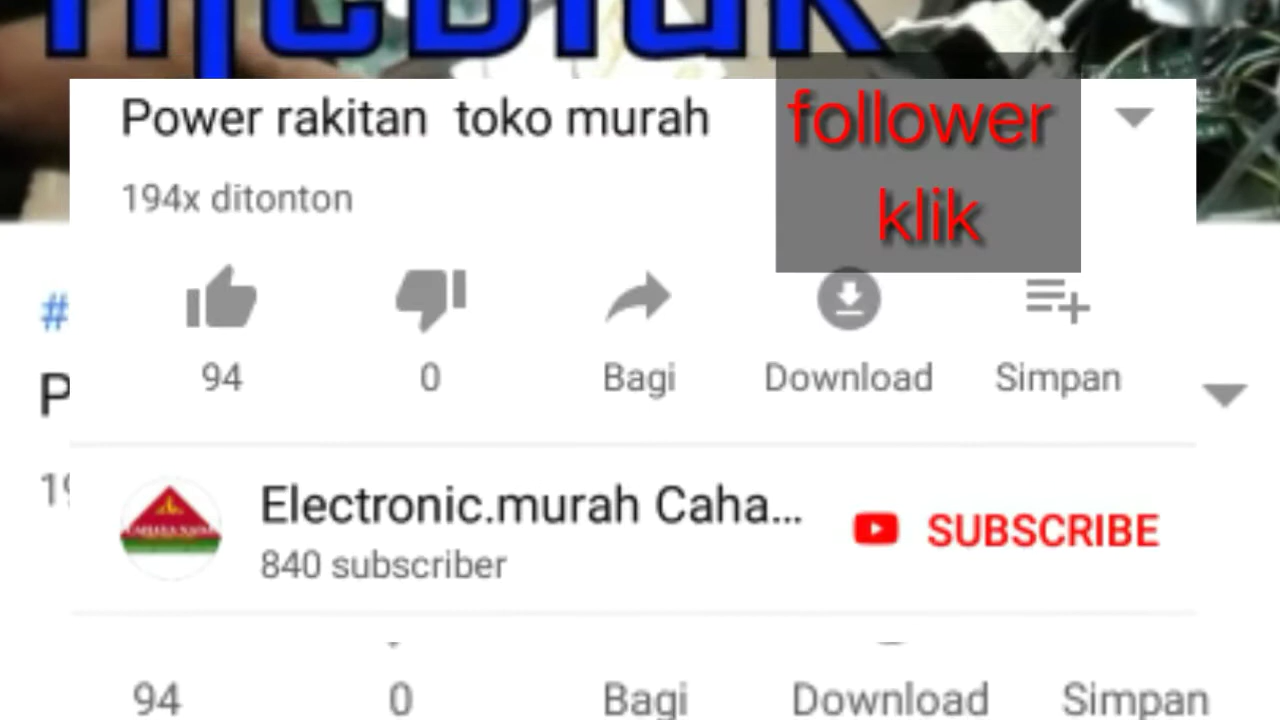 Power rakitan toko murah
follower
klik
194x ditonton
#
P
94
0
Bagi
Download
Simpan
Electronic.murah Caha...
840 subscriber
SUBSCRIBE
94
0
Bagi
Download
Simpan